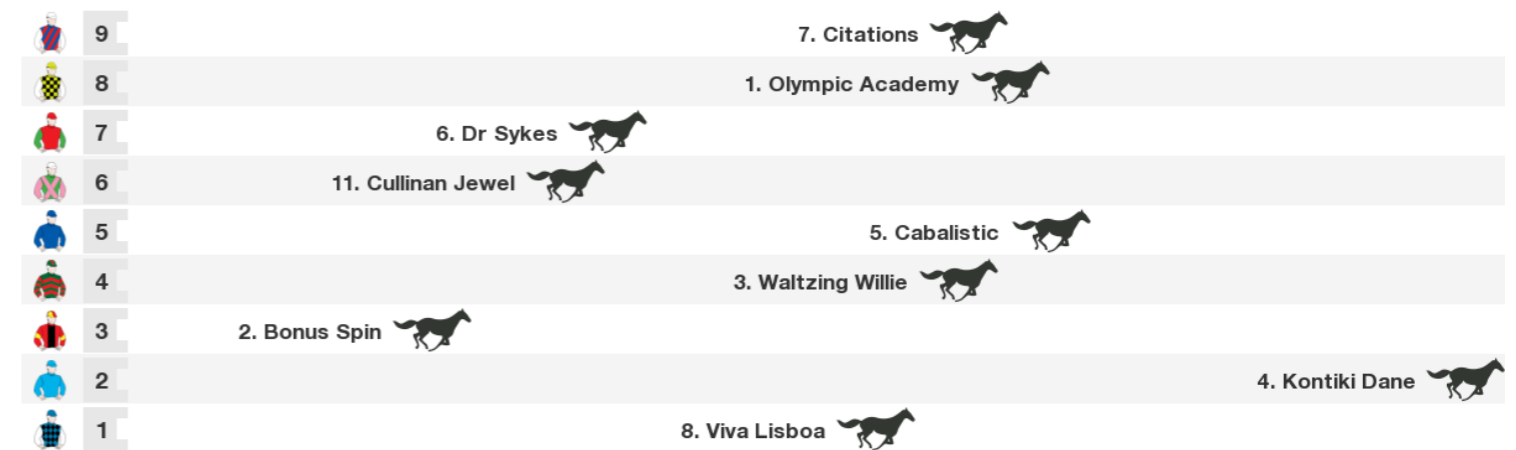 9 7. Citations
8 1. Olympic Academy
7 6. Dr Sykes
6 11. Cullinan Jewel
5 5. Cabalistic
4 3. Waltzing Willie
3 2. Bonus Spin
2 4. Kontiki Dane
1 8. Viva Lisboa